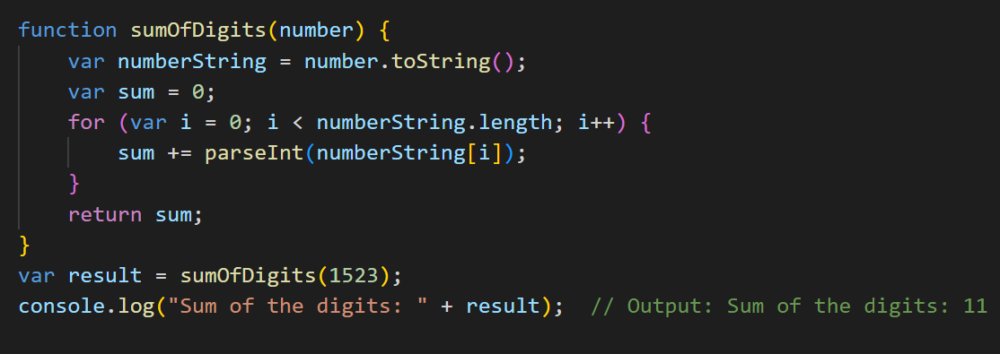 function sumOfDigits(number) {
    var numberString = number.toString();
    var sum = 0;
    for (var i = 0; i < numberString.length; i++) {
        sum += parseInt(numberString[i]);
    }
    return sum;
}
var result = sumOfDigits(1523);
console.log("Sum of the digits: " + result);  // Output: Sum of the digits: 11